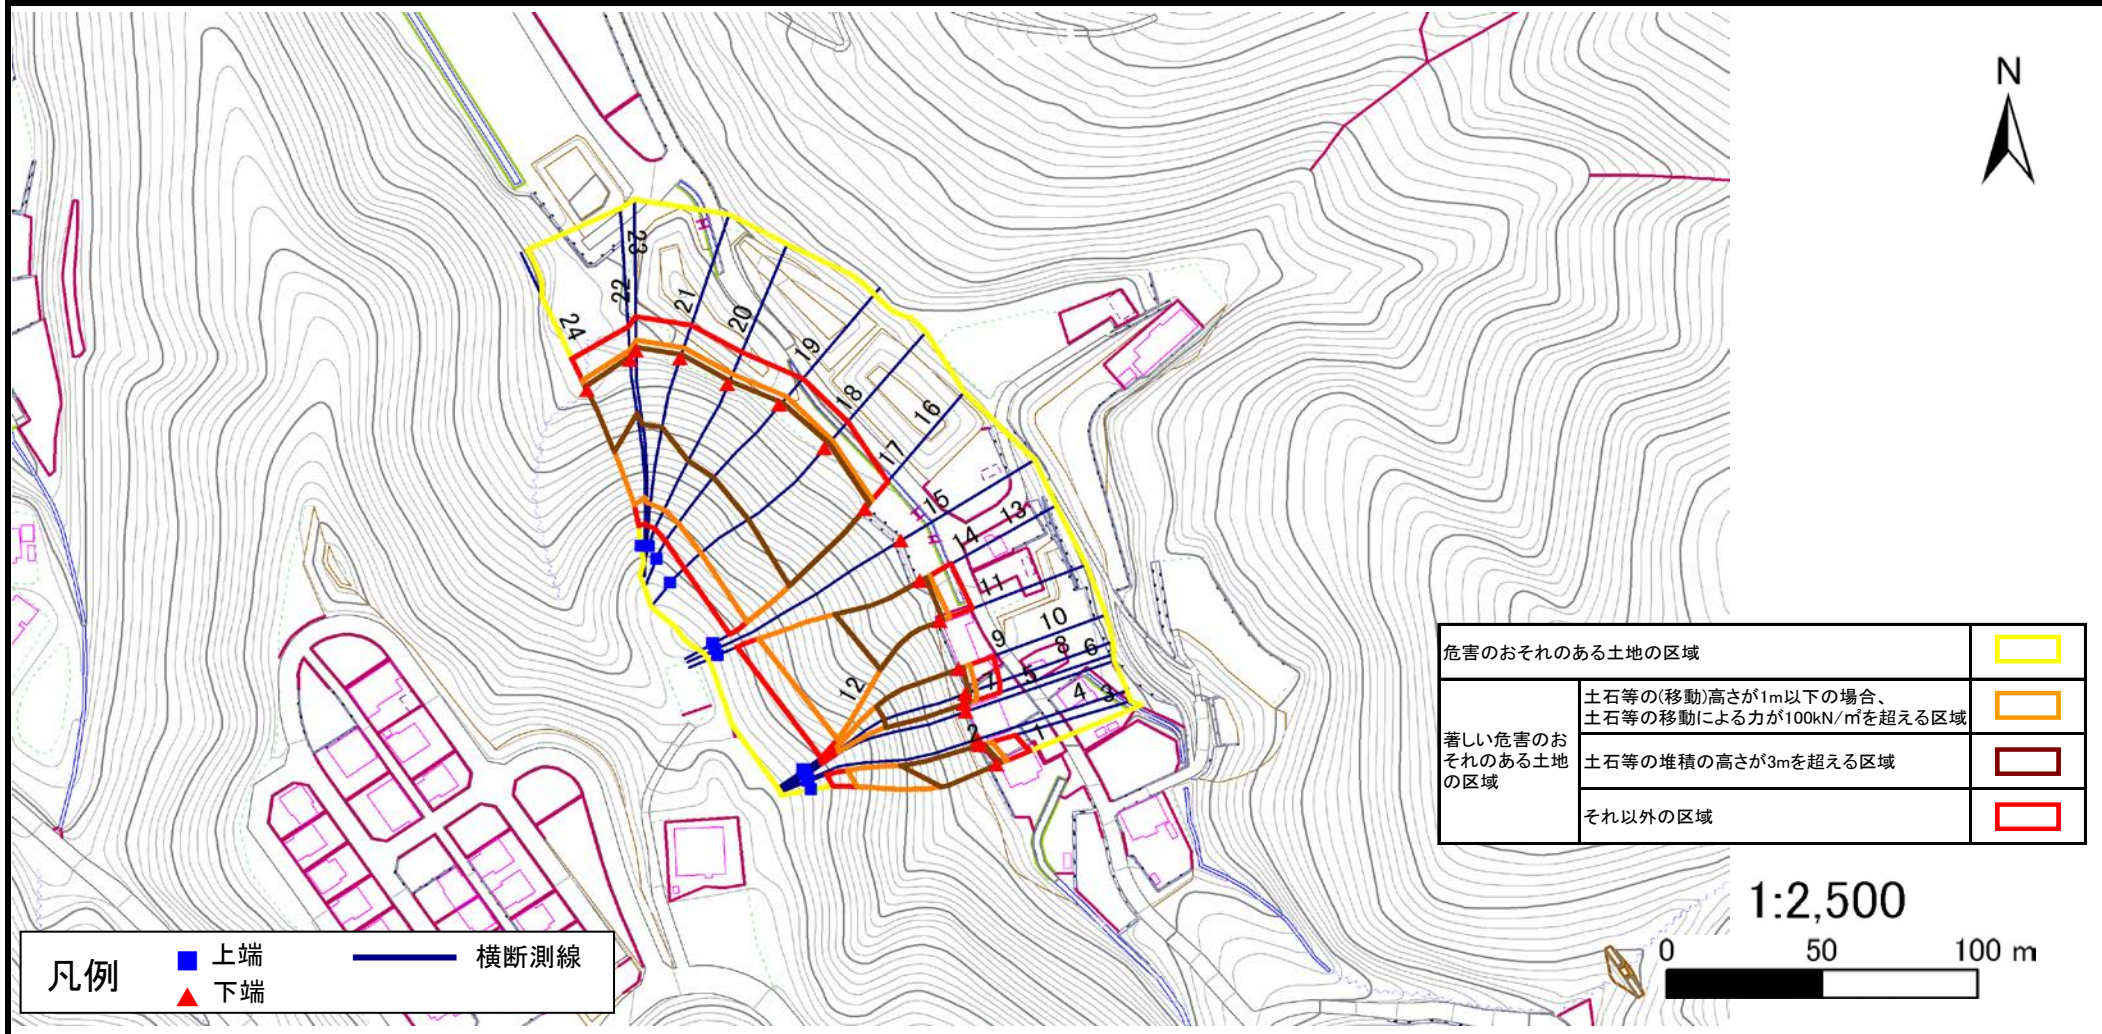 N
23
22
21
20
24
19
18
16
17
15
13
14
11
10
9
8
6
7
5
12
4
3
2
1
危害のおそれのある土地の区域
著しい危害のお
それのある土地
の区域
土石等の(移動)高さが1m以下の場合、
土石等の移動による力が100kN/㎡を超える区域
土石等の堆積の高さが3mを超える区域
それ以外の区域
1:2,500
0 50 100 m
凡例
上端
下端
横断測線